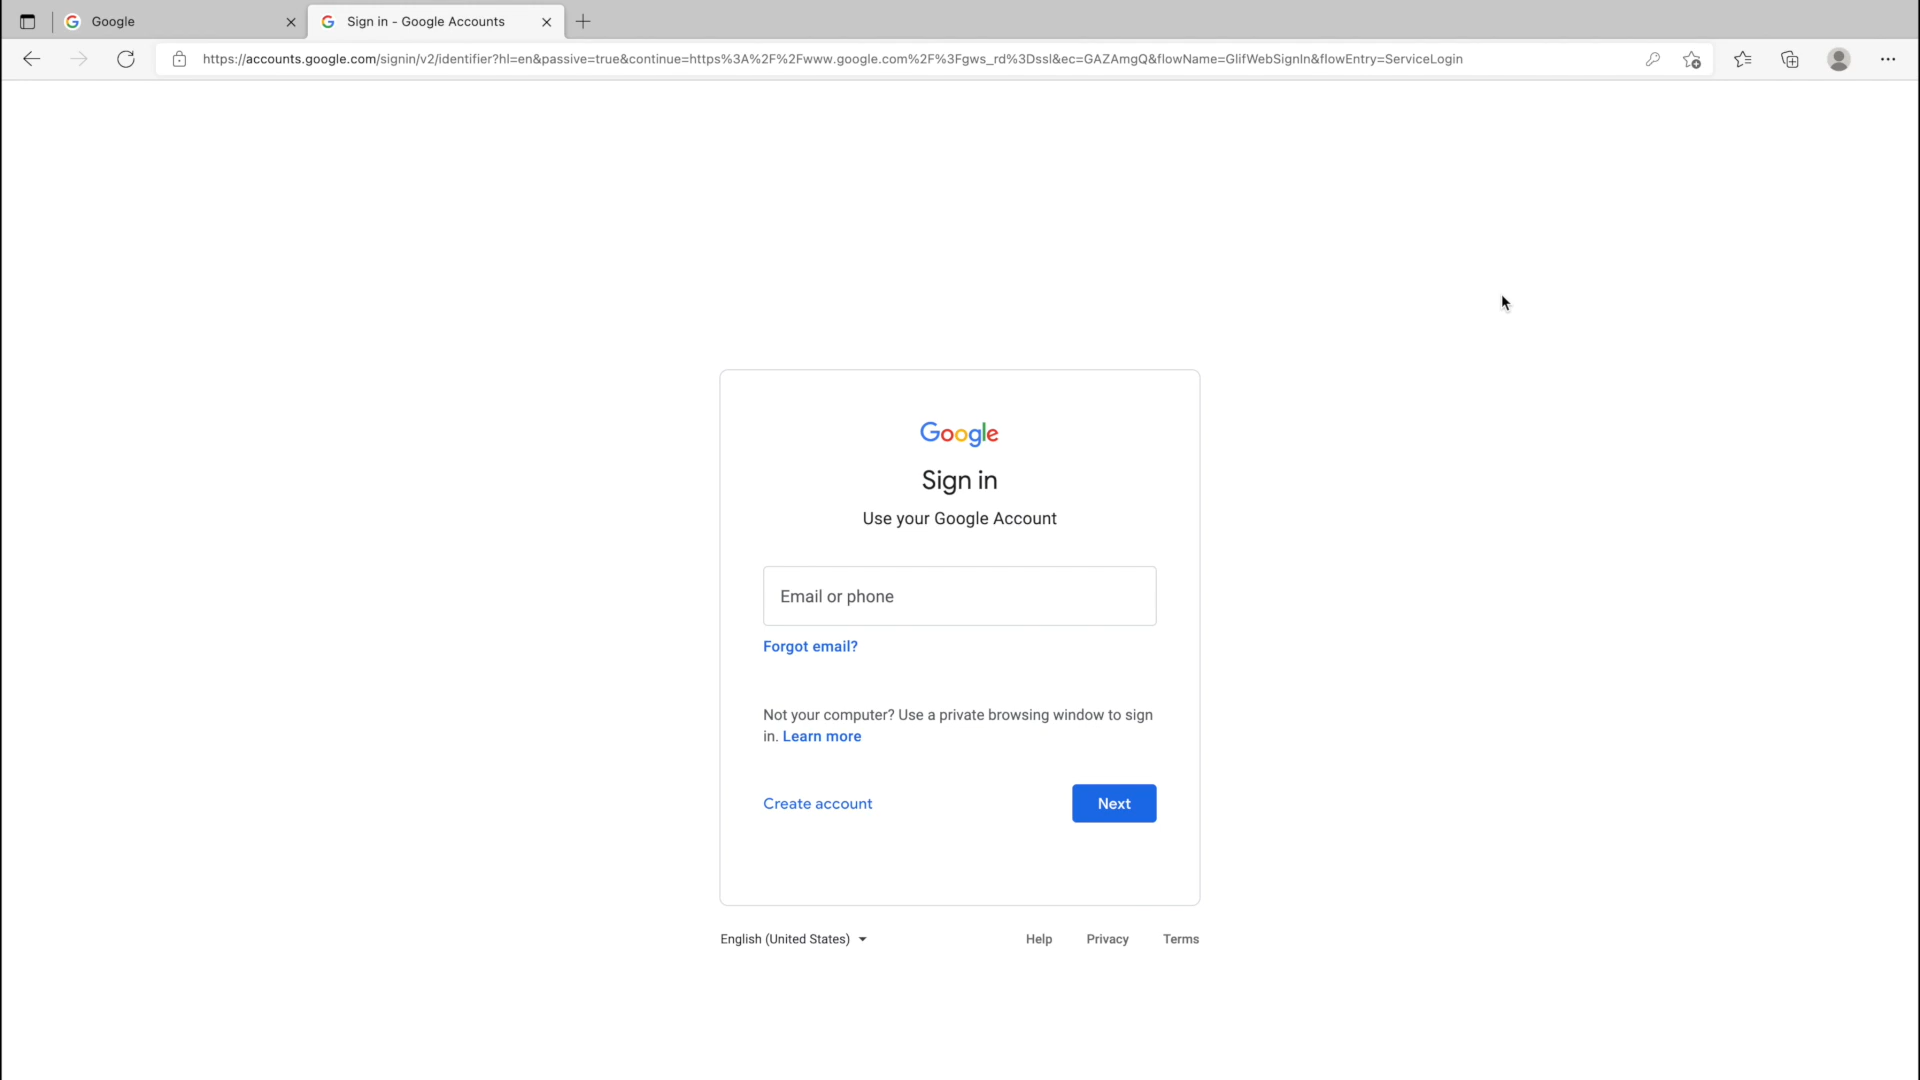 Google
Sign in - Google Accounts
https://accounts.google.com/signin/v2/identifier?hl=en&passive=true&continue=https%3A%2F%2Fwww.google.com%2F%3Fgws_rd%3Dssl&ec=GAZAmgQ&flowName=GlifWebSignIn&flowEntry=ServiceLogin
Google
Sign in
Use your Google Account
Email or phone
Forgot email?
Not your computer? Use a private browsing window to sign
in. Learn more
Create account
Next
English (United States)
Help
Privacy
Terms